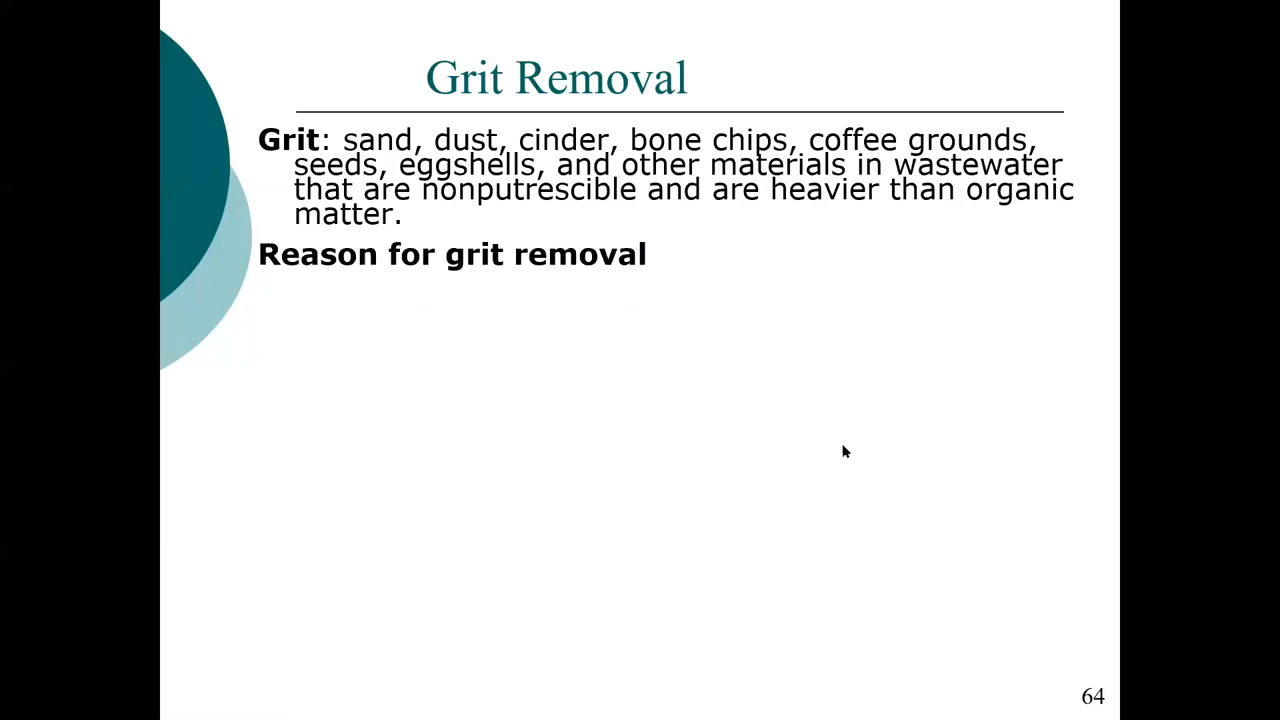 Grit Removal
Grit: sand, dust, cinder, bone chips, coffee grounds,
seeds, eggshells, and other materials in wastewater
that are nonputrescible and are heavier than organic
matter.
Reason for grit removal
64